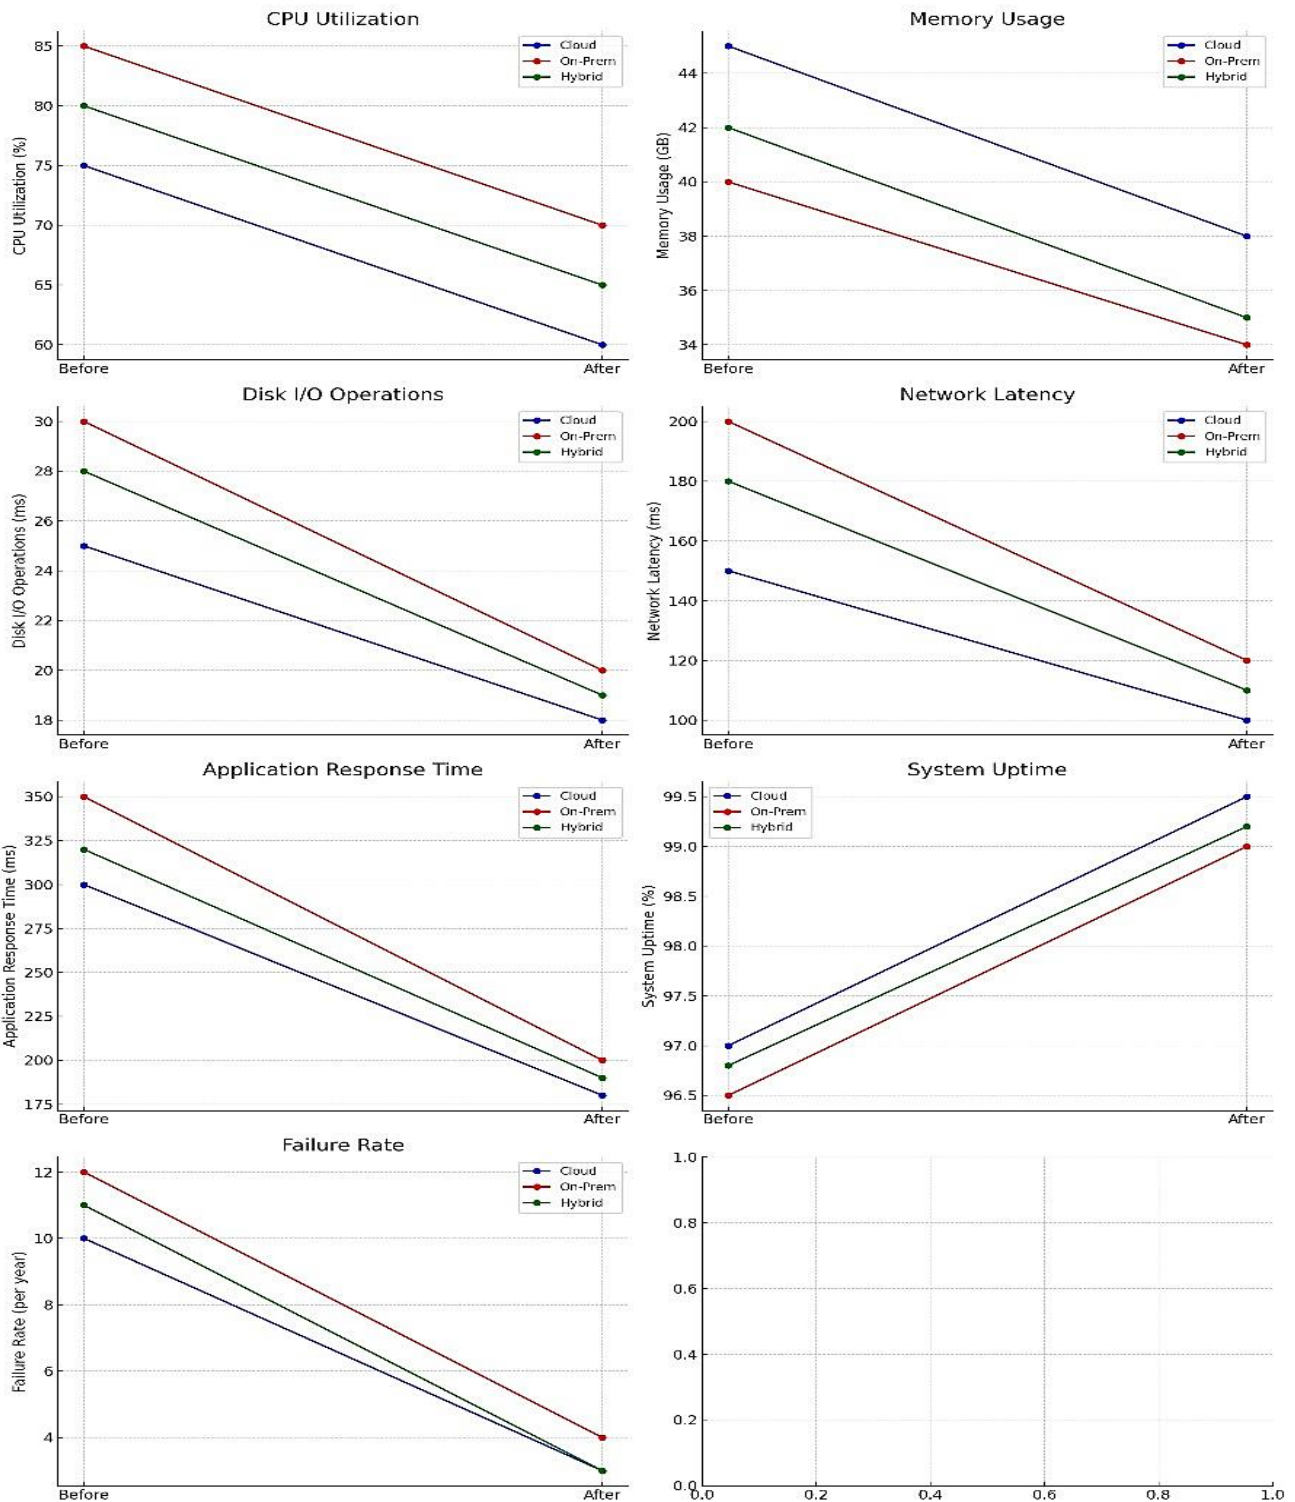 CPU Utilization
CPU Utilization (%)
85
80
75
70
65
60
Cloud
On-Prem
Hybrid
Before
After
Memory Usage
Memory Usage (GB)
44
42
40
38
36
34
Cloud
On-Prem
Hybrid
Before
After
Disk I/O Operations
Disk I/O Operations (ms)
30
28
26
24
22
20
18
Cloud
On-Prem
Hybrid
Before
After
Network Latency
Network Latency (ms)
200
180
160
140
120
100
Cloud
On-Prem
Hybrid
Before
After
Application Response Time
Application Response Time (ms)
350
325
300
275
250
225
200
175
Cloud
On-Prem
Hybrid
Before
After
System Uptime
System Uptime (%)
99.5
99.0
98.5
98.0
97.5
97.0
96.5
Cloud
On-Prem
Hybrid
Before
After
Failure Rate
Failure Rate (per year)
12
10
8
6
4
Cloud
On-Prem
Hybrid
Before
After
1.0
0.8
0.6
0.4
0.2
0.0
0.0 0.2 0.4 0.6 0.8 1.0